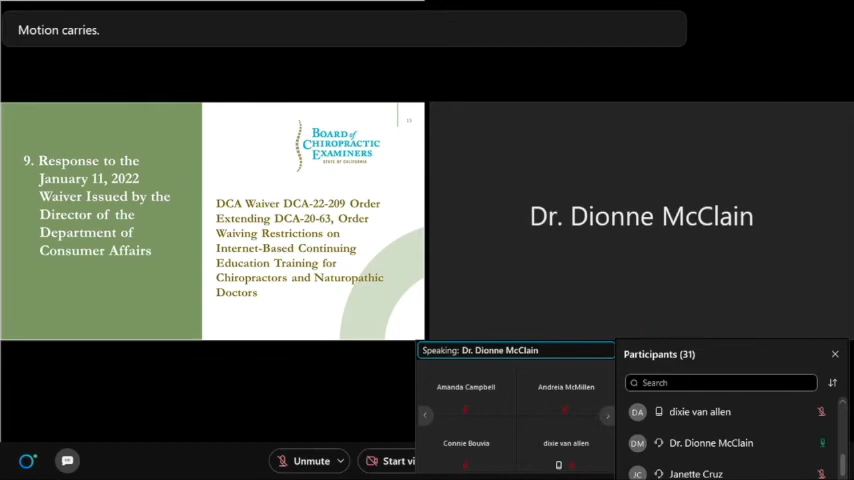 Motion carries.
15
9. Response to the
January 11, 2022
Waiver Issued by the
Director of the
Department of
Consumer Affairs
BOARD of
CHIROPRACTIC
EXAMINERS
STATE OF CALIFORNIA
DCA Waiver DCA-22-209 Order
Extending DCA-20-63, Order
Waiving Restrictions on
Internet-Based Continuing
Education Training for
Chiropractors and Naturopathic
Doctors
Dr. Dionne McClain
Speaking: Dr. Dionne McClain
Amanda Campbell
Andreia McMillen
Connie Bouvia
dixie van allen
Participants (31)
Search
DA dixie van allen
DM Dr. Dionne McClain
JC Janette Cruz
Unmute
Start vi